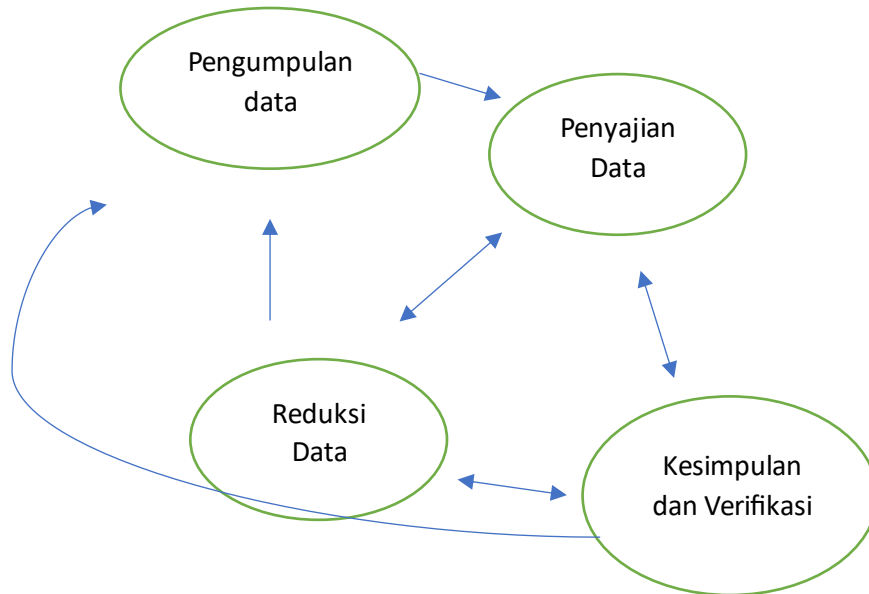 Pengumpulan
data
Penyajian
Data
Reduksi
Data
Kesimpulan
dan Verifikasi